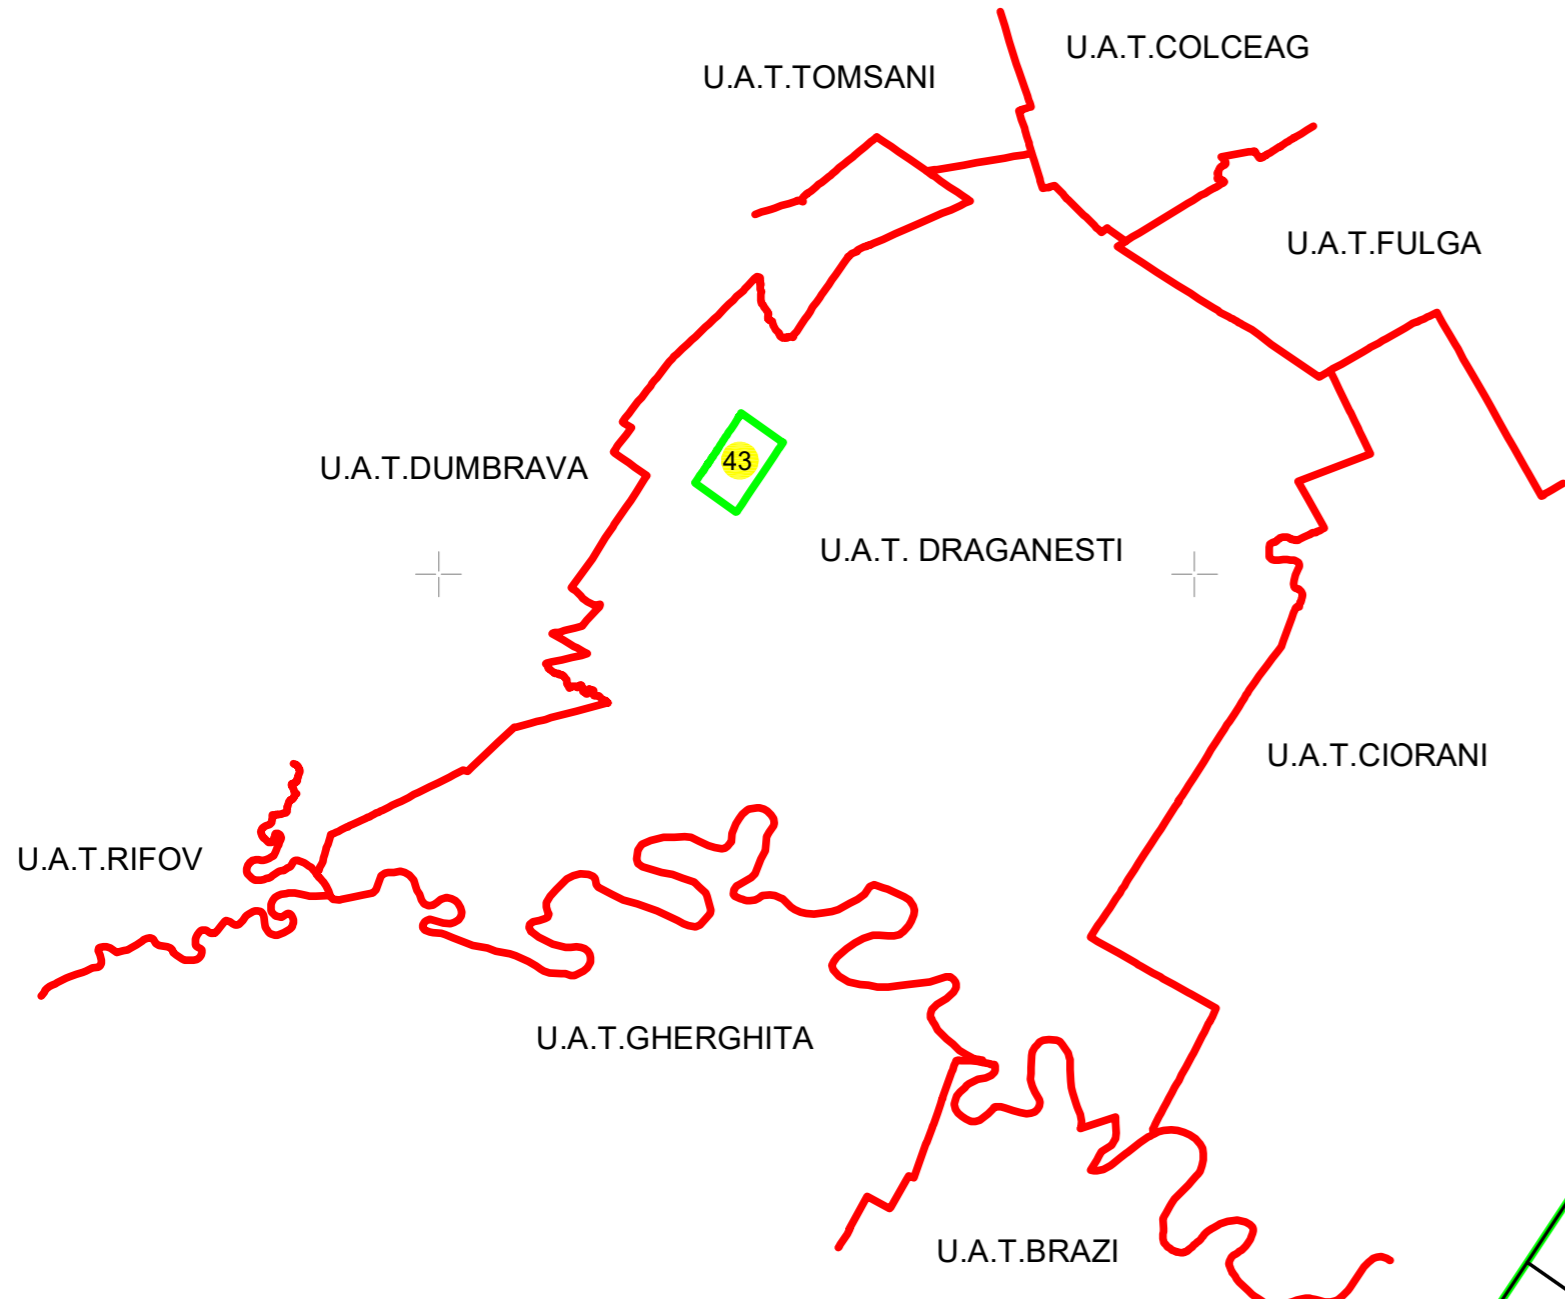 U.A.T.COLCEAG
U.A.T.TOMSANI
U.A.T.FULGA
43
U.A.T.DUMBRAVA
U.A.T. DRAGANESTI
U.A.T.CIORANI
U.A.T.RIFOV
U.A.T.GHERGHITA
U.A.T.BRAZI